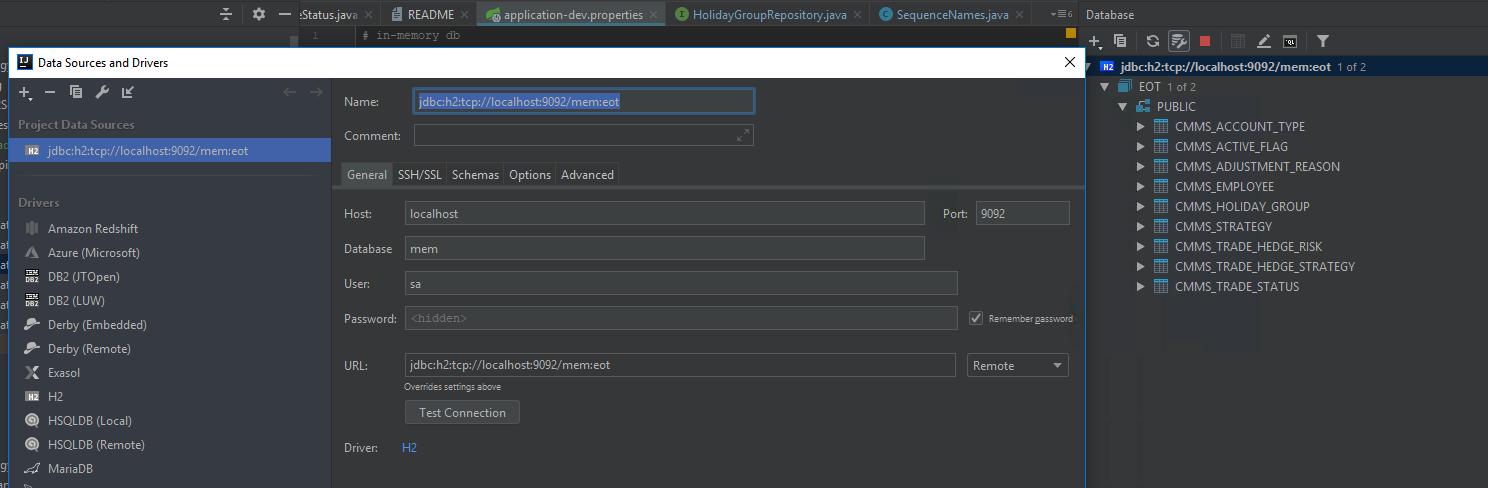 eStatus.java
README
application-dev.properties
HolidayGroupRepository.java
SequenceNames.java
6
Database
1
# in-memory db
Data Sources and Drivers
Project Data Sources
jdbc:h2:tcp://localhost:9092/mem:eot
Drivers
Amazon Redshift
Azure (Microsoft)
DB2 (JTOpen)
DB2 (LUW)
Derby (Embedded)
Derby (Remote)
Exasol
H2
HSQLDB (Local)
HSQLDB (Remote)
MariaDB
Name: jdbc:h2:tcp://localhost:9092/mem:eot
Comment:
General SSH/SSL Schemas Options Advanced
Host: localhost Port: 9092
Database mem
User: sa
Password: <hidden> Remember password
URL: jdbc:h2:tcp://localhost:9092/mem:eot Remote
Overrides settings above
Test Connection
Driver: H2
jdbc:h2:tcp://localhost:9092/mem:eot 1 of 2
EOT 1 of 2
PUBLIC
CMMS_ACCOUNT_TYPE
CMMS_ACTIVE_FLAG
CMMS_ADJUSTMENT_REASON
CMMS_EMPLOYEE
CMMS_HOLIDAY_GROUP
CMMS_STRATEGY
CMMS_TRADE_HEDGE_RISK
CMMS_TRADE_HEDGE_STRATEGY
CMMS_TRADE_STATUS